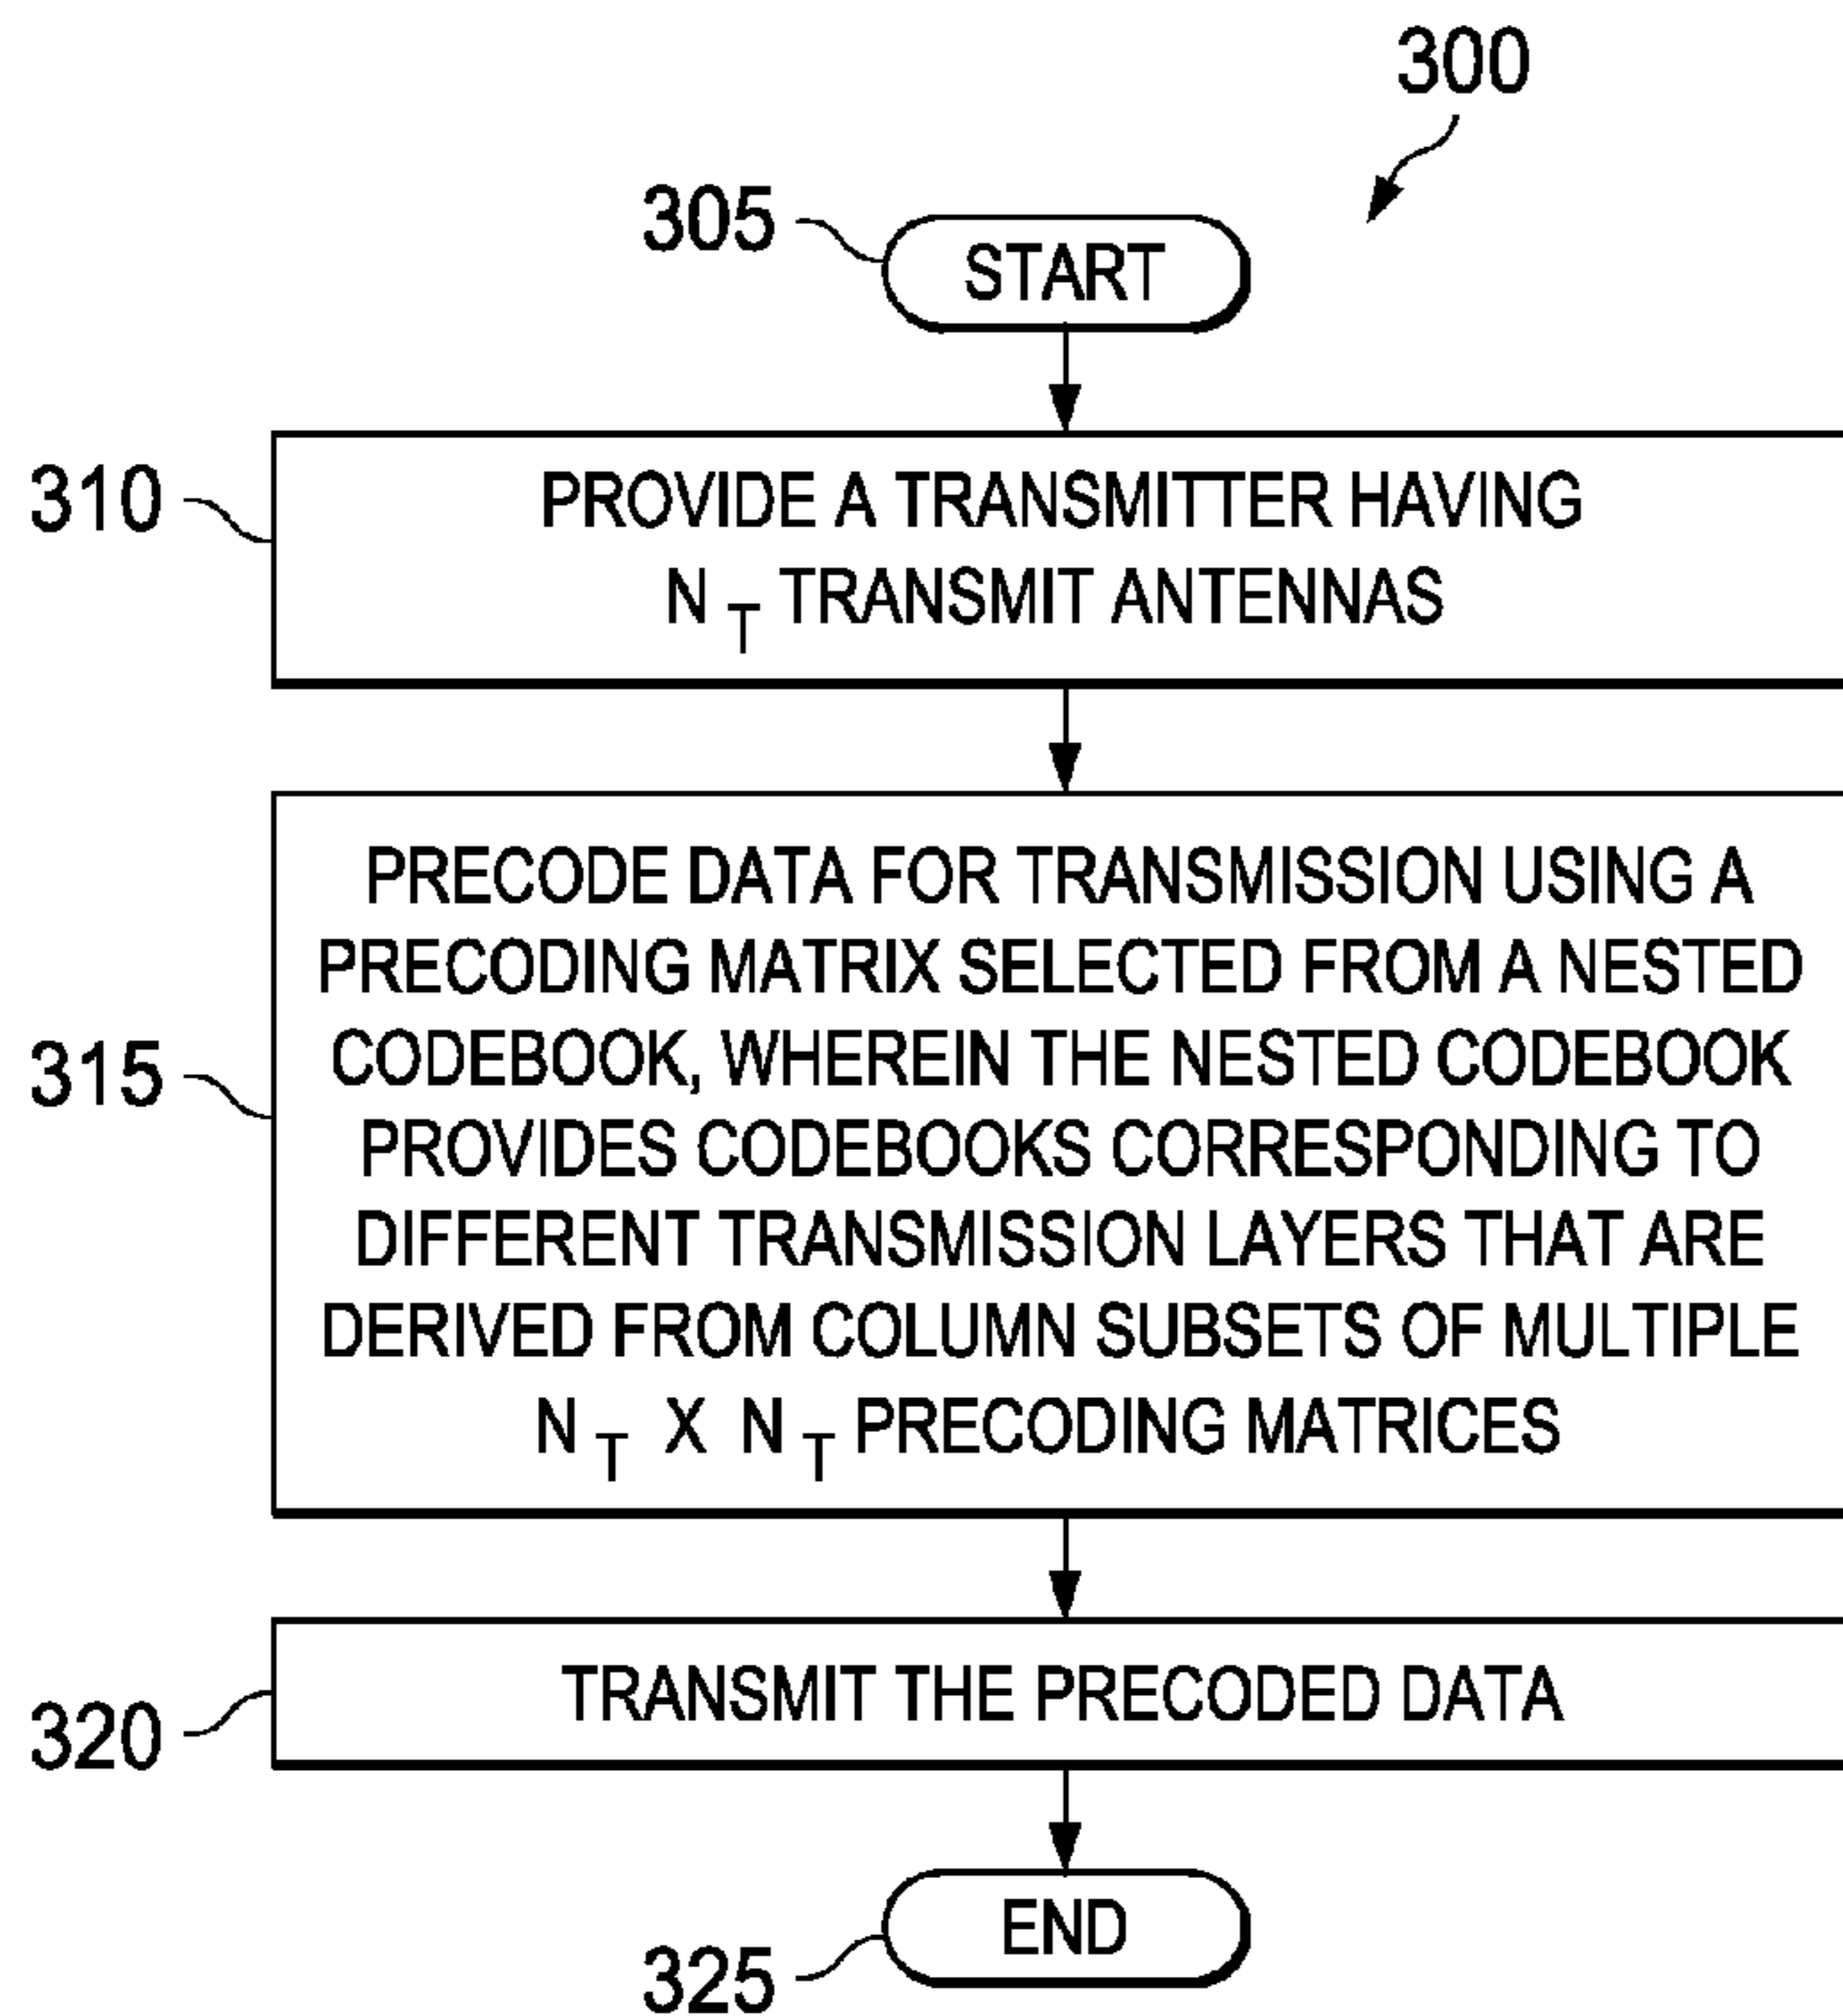 300
305
START
310
PROVIDE A TRANSMITTER HAVING
N T TRANSMIT ANTENNAS
315
PRECODE DATA FOR TRANSMISSION USING A
PRECODING MATRIX SELECTED FROM A NESTED
CODEBOOK, WHEREIN THE NESTED CODEBOOK
PROVIDES CODEBOOKS CORRESPONDING TO
DIFFERENT TRANSMISSION LAYERS THAT ARE
DERIVED FROM COLUMN SUBSETS OF MULTIPLE
N T X N T PRECODING MATRICES
320
TRANSMIT THE PRECODED DATA
325
END